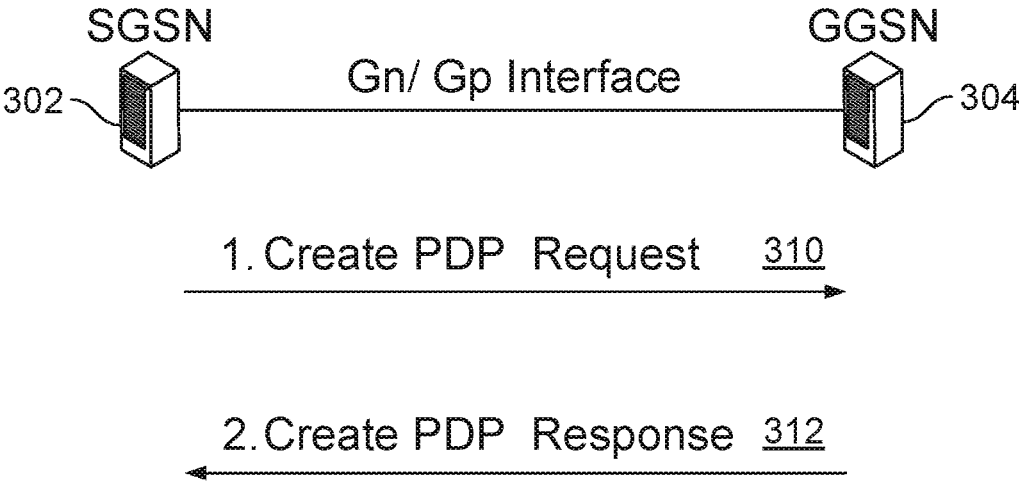 SGSN GGSN
Gn/ Gp Interface
302 304
1. Create PDP Request 310
2. Create PDP Response 312